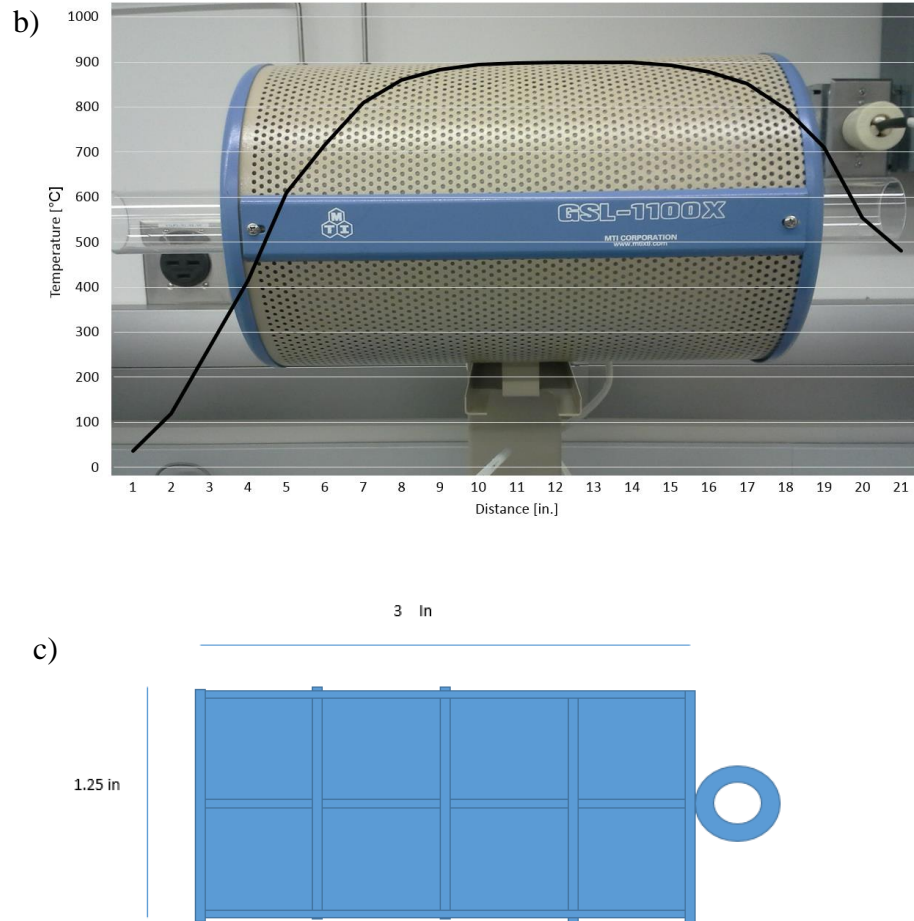 b)
1000
900
800
700
600
500
400
300
200
100
0
Temperature [°C]
MTI
GSL-1100X
MTI CORPORATION
www.mtixtl.com
1 2 3 4 5 6 7 8 9 10 11 12 13 14 15 16 17 18 19 20 21
Distance [in.]
3 In
c)
1.25 in